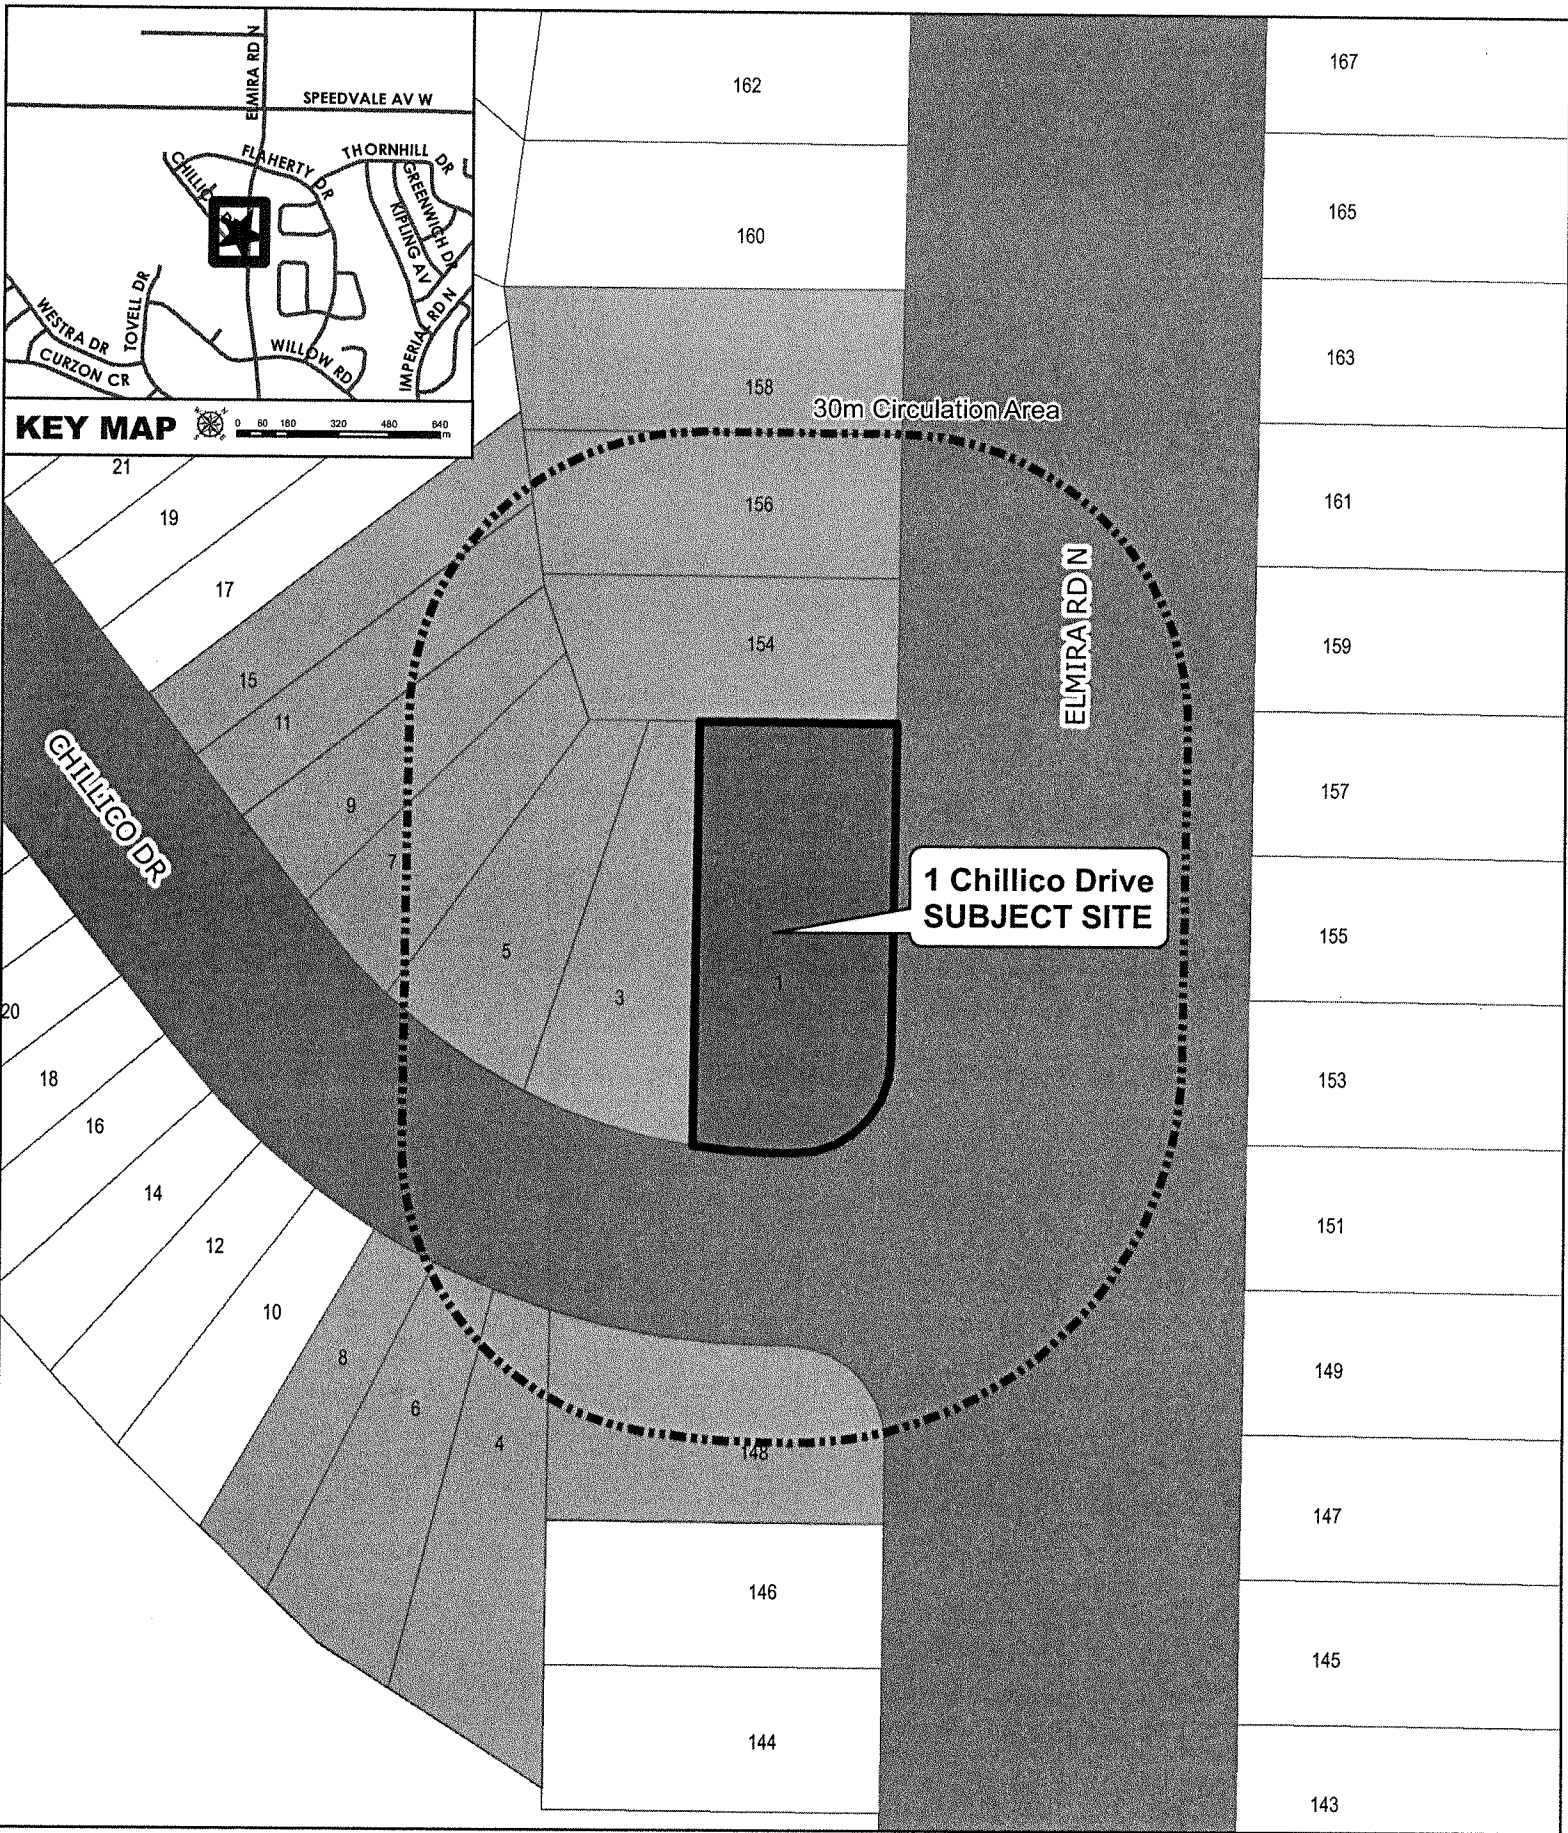 ELMIRA RD N
SPEEDVALE AV W
FLAHERTY DR
THORNHILL DR
GREENWICH DR
KIPLING AV
IMPERIAL RD N
TOVELL DR
WESTRA DR
CURZON CR
WILLOW RD
KEY MAP
0 80 160 320 480 640
m
162
160
158
30m Circulation Area
156
154
21
19
17
15
11
9
7
5
3
1
CHILLICO DR
ELMIRA RD N
1 Chillico Drive
SUBJECT SITE
20
18
16
14
12
10
8
6
4
148
146
144
167
165
163
161
159
157
155
153
151
149
147
145
143